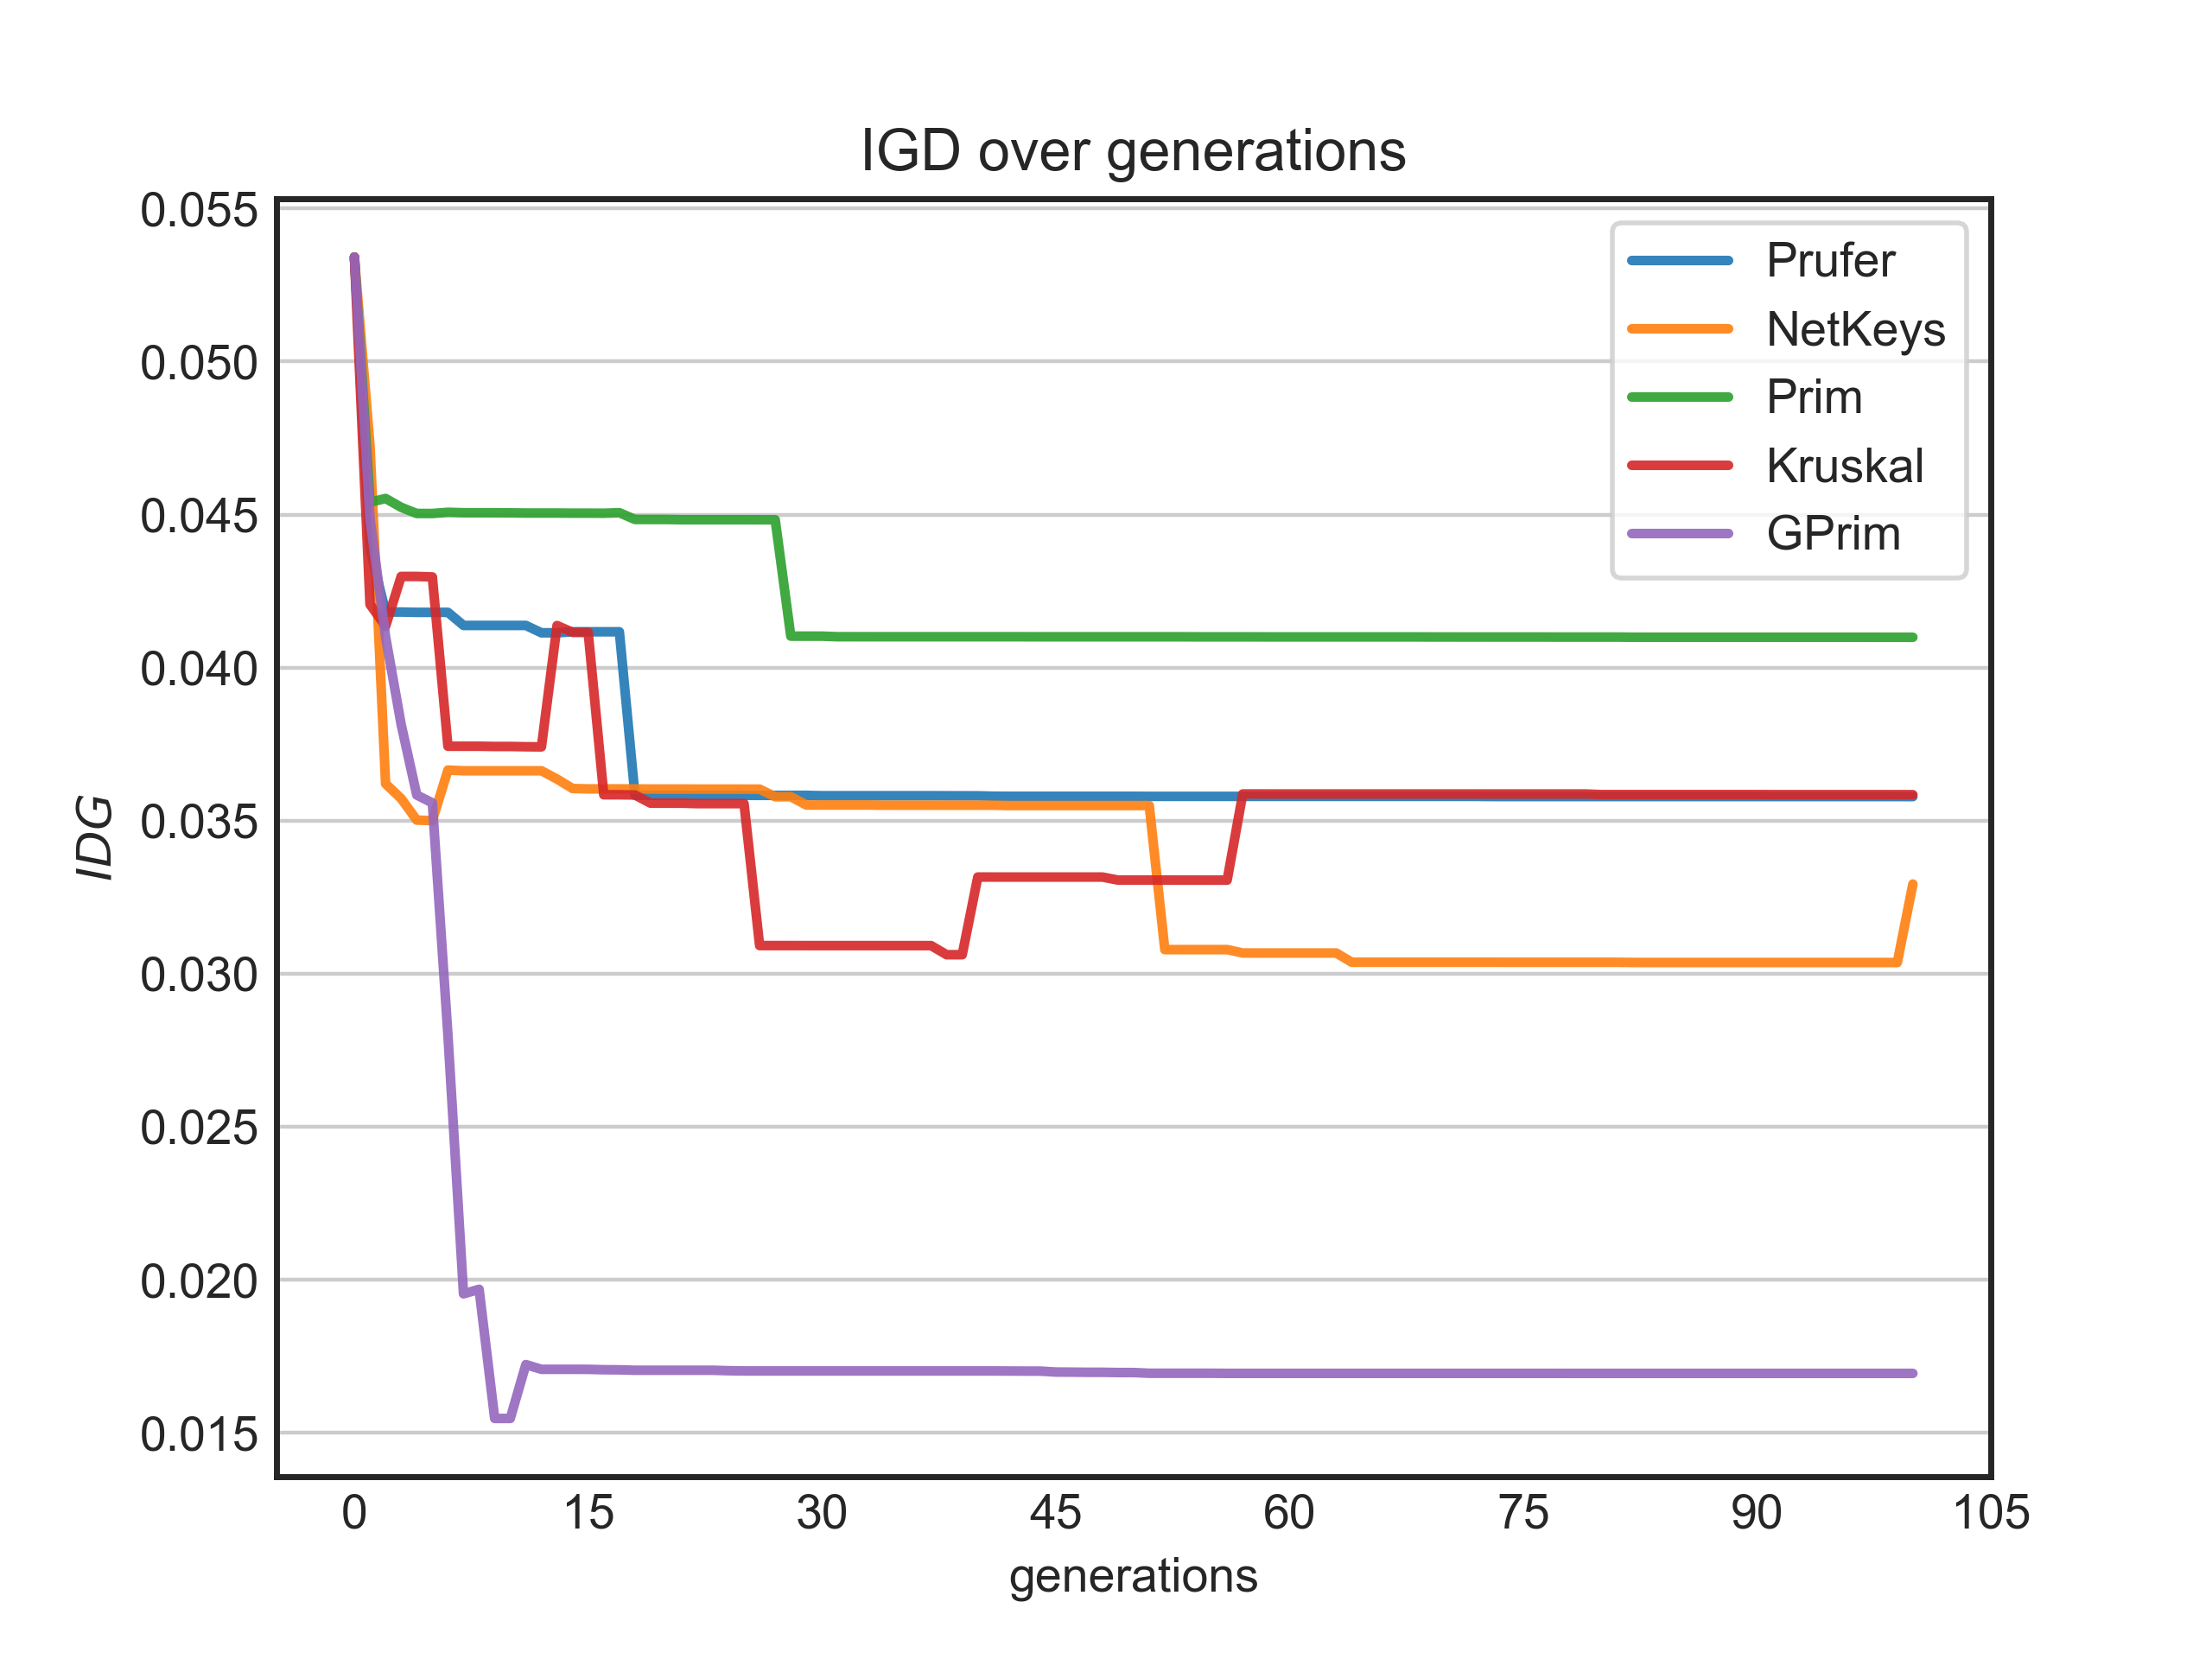 IGD over generations
0.055
0.050
0.045
0.040
0.035
0.030
0.025
0.020
0.015
IDG
Prufer
NetKeys
Prim
Kruskal
GPrim
0 15 30 45 60 75 90 105
generations